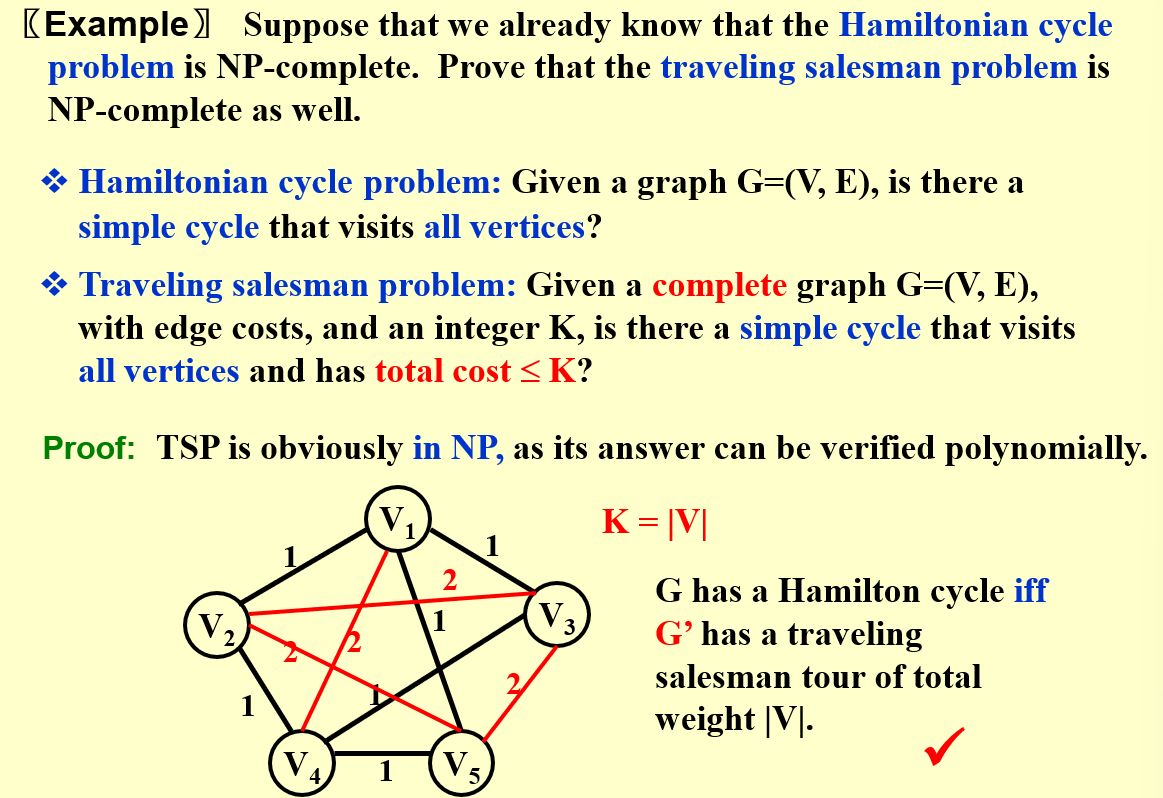 〖Example〗 Suppose that we already know that the Hamiltonian cycle
problem is NP-complete. Prove that the traveling salesman problem is
NP-complete as well.
❖ Hamiltonian cycle problem: Given a graph G=(V, E), is there a
simple cycle that visits all vertices?
❖ Traveling salesman problem: Given a complete graph G=(V, E),
with edge costs, and an integer K, is there a simple cycle that visits
all vertices and has total cost ≤ K?
Proof: TSP is obviously in NP, as its answer can be verified polynomially.
V1
K = |V|
1
1
2
G has a Hamilton cycle iff
V2
V3
1
G’ has a traveling
2
2
salesman tour of total
1
2
1
weight |V|.
✓
V4
V5
1